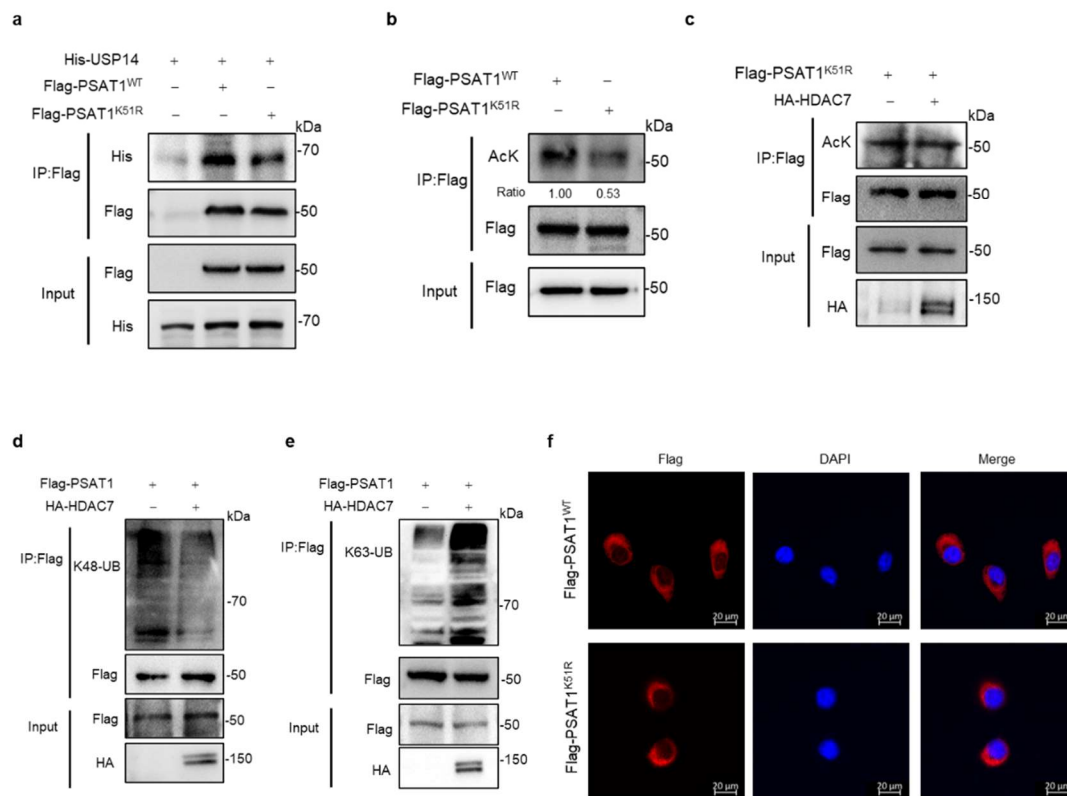 a
His-USP14 + + +
Flag-PSAT1WT – + –
Flag-PSAT1K51R – – +
kDa
IP:Flag
His -70
Flag -50
Input
Flag -50
His -70
b
Flag-PSAT1WT + –
Flag-PSAT1K51R – +
kDa
IP:Flag
AcK -50
Ratio 1.00 0.53
Flag -50
Input
Flag -50
c
Flag-PSAT1K51R + +
HA-HDAC7 – +
kDa
IP:Flag
AcK -50
Flag -50
Input
Flag -50
HA -150
d
Flag-PSAT1 + +
HA-HDAC7 – +
kDa
IP:Flag
K48-UB
-70
Flag -50
Input
Flag -50
HA -150
e
Flag-PSAT1 + +
HA-HDAC7 – +
kDa
IP:Flag
K63-UB
-70
Flag -50
Input
Flag -50
HA -150
f
Flag DAPI Merge
Flag-PSAT1WT
20 μm 20 μm 20 μm
Flag-PSAT1K51R
20 μm 20 μm 20 μm